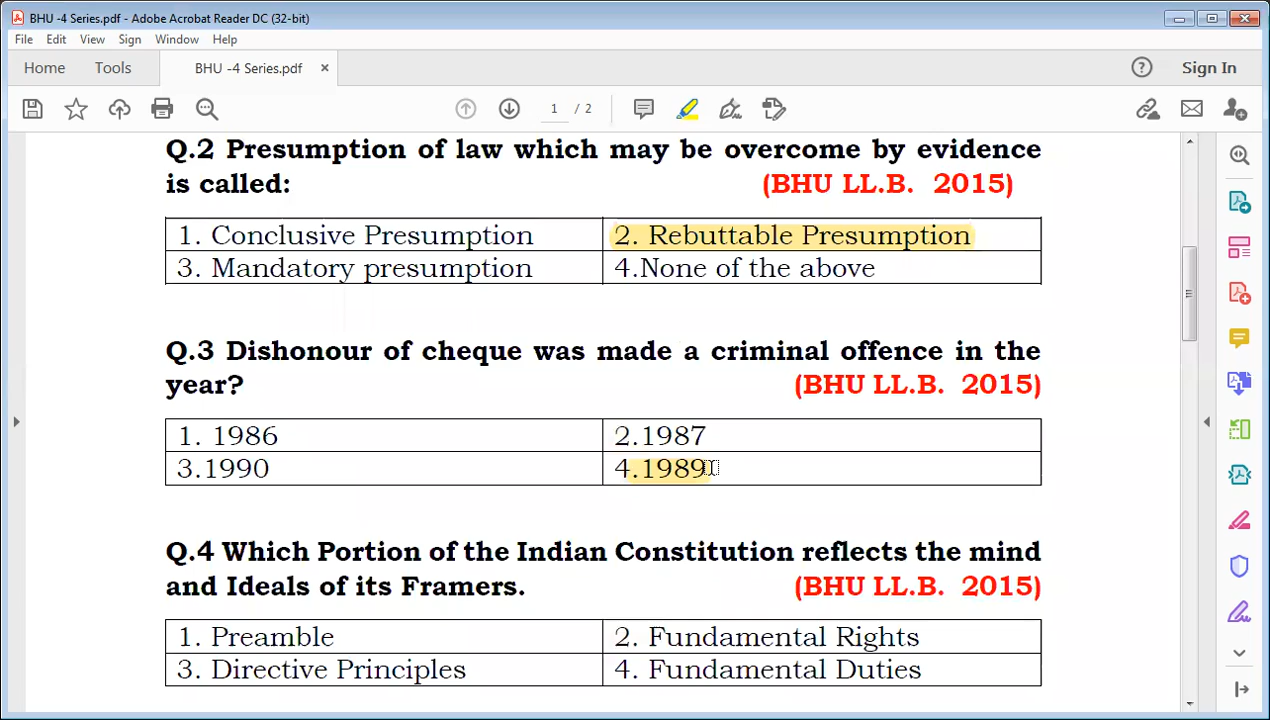 BHU -4 Series.pdf - Adobe Acrobat Reader DC (32-bit)
File Edit View Sign Window Help
Home Tools BHU -4 Series.pdf × Sign In
1 / 2
Q.2 Presumption of law which may be overcome by evidence
is called: (BHU LL.B. 2015)
1. Conclusive Presumption 2. Rebuttable Presumption
3. Mandatory presumption 4.None of the above
Q.3 Dishonour of cheque was made a criminal offence in the
year? (BHU LL.B. 2015)
1. 1986 2.1987
3.1990 4.1989
Q.4 Which Portion of the Indian Constitution reflects the mind
and Ideals of its Framers. (BHU LL.B. 2015)
1. Preamble 2. Fundamental Rights
3. Directive Principles 4. Fundamental Duties